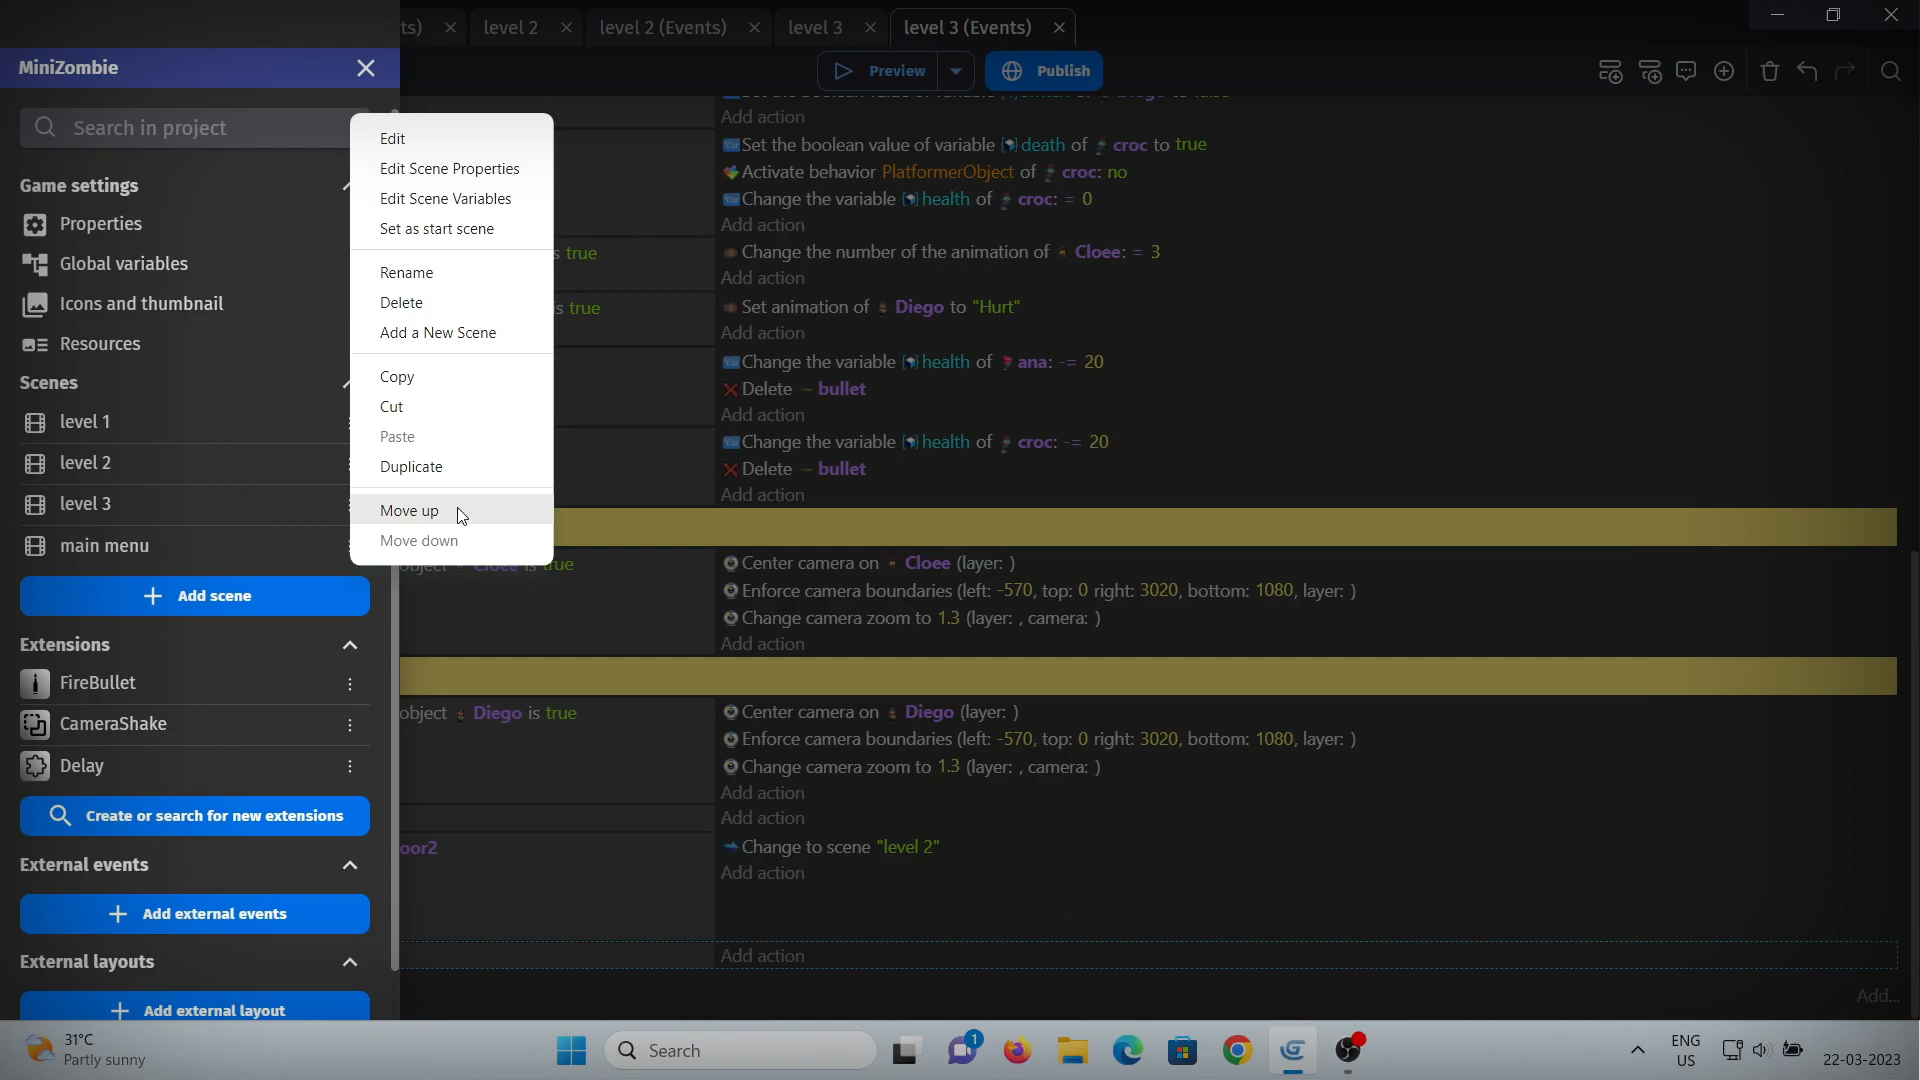 ts)
level 2
level 2 (Events)
level 3
level 3 (Events)
MiniZombie
Preview
Publish
Search in project
Game settings
Properties
Global variables
Icons and thumbnail
Resources
Scenes
level 1
level 2
level 3
main menu
Add scene
Extensions
FireBullet
CameraShake
Delay
Create or search for new extensions
External events
Add external events
External layouts
Add external layout
Edit
Edit Scene Properties
Edit Scene Variables
Set as start scene
Rename
Delete
Add a New Scene
Copy
Cut
Paste
Duplicate
Move up
Move down
s true
is true
object Cloee is true
object Diego is true
oor2
Add action
Set the boolean value of variable death of croc to true
Activate behavior PlatformerObject of croc: no
Change the variable health of croc: = 0
Add action
Change the number of the animation of Cloee: = 3
Add action
Set animation of Diego to "Hurt"
Add action
Change the variable health of ana: -= 20
Delete bullet
Add action
Change the variable health of croc: -= 20
Delete bullet
Add action
Center camera on Cloee (layer: )
Enforce camera boundaries (left: -570, top: 0 right: 3020, bottom: 1080, layer: )
Change camera zoom to 1.3 (layer: , camera: )
Add action
Center camera on Diego (layer: )
Enforce camera boundaries (left: -570, top: 0 right: 3020, bottom: 1080, layer: )
Change camera zoom to 1.3 (layer: , camera: )
Add action
Add action
Change to scene "level 2"
Add action
Add action
Add...
31°C
Partly sunny
Search
1
ENG
US
22-03-2023